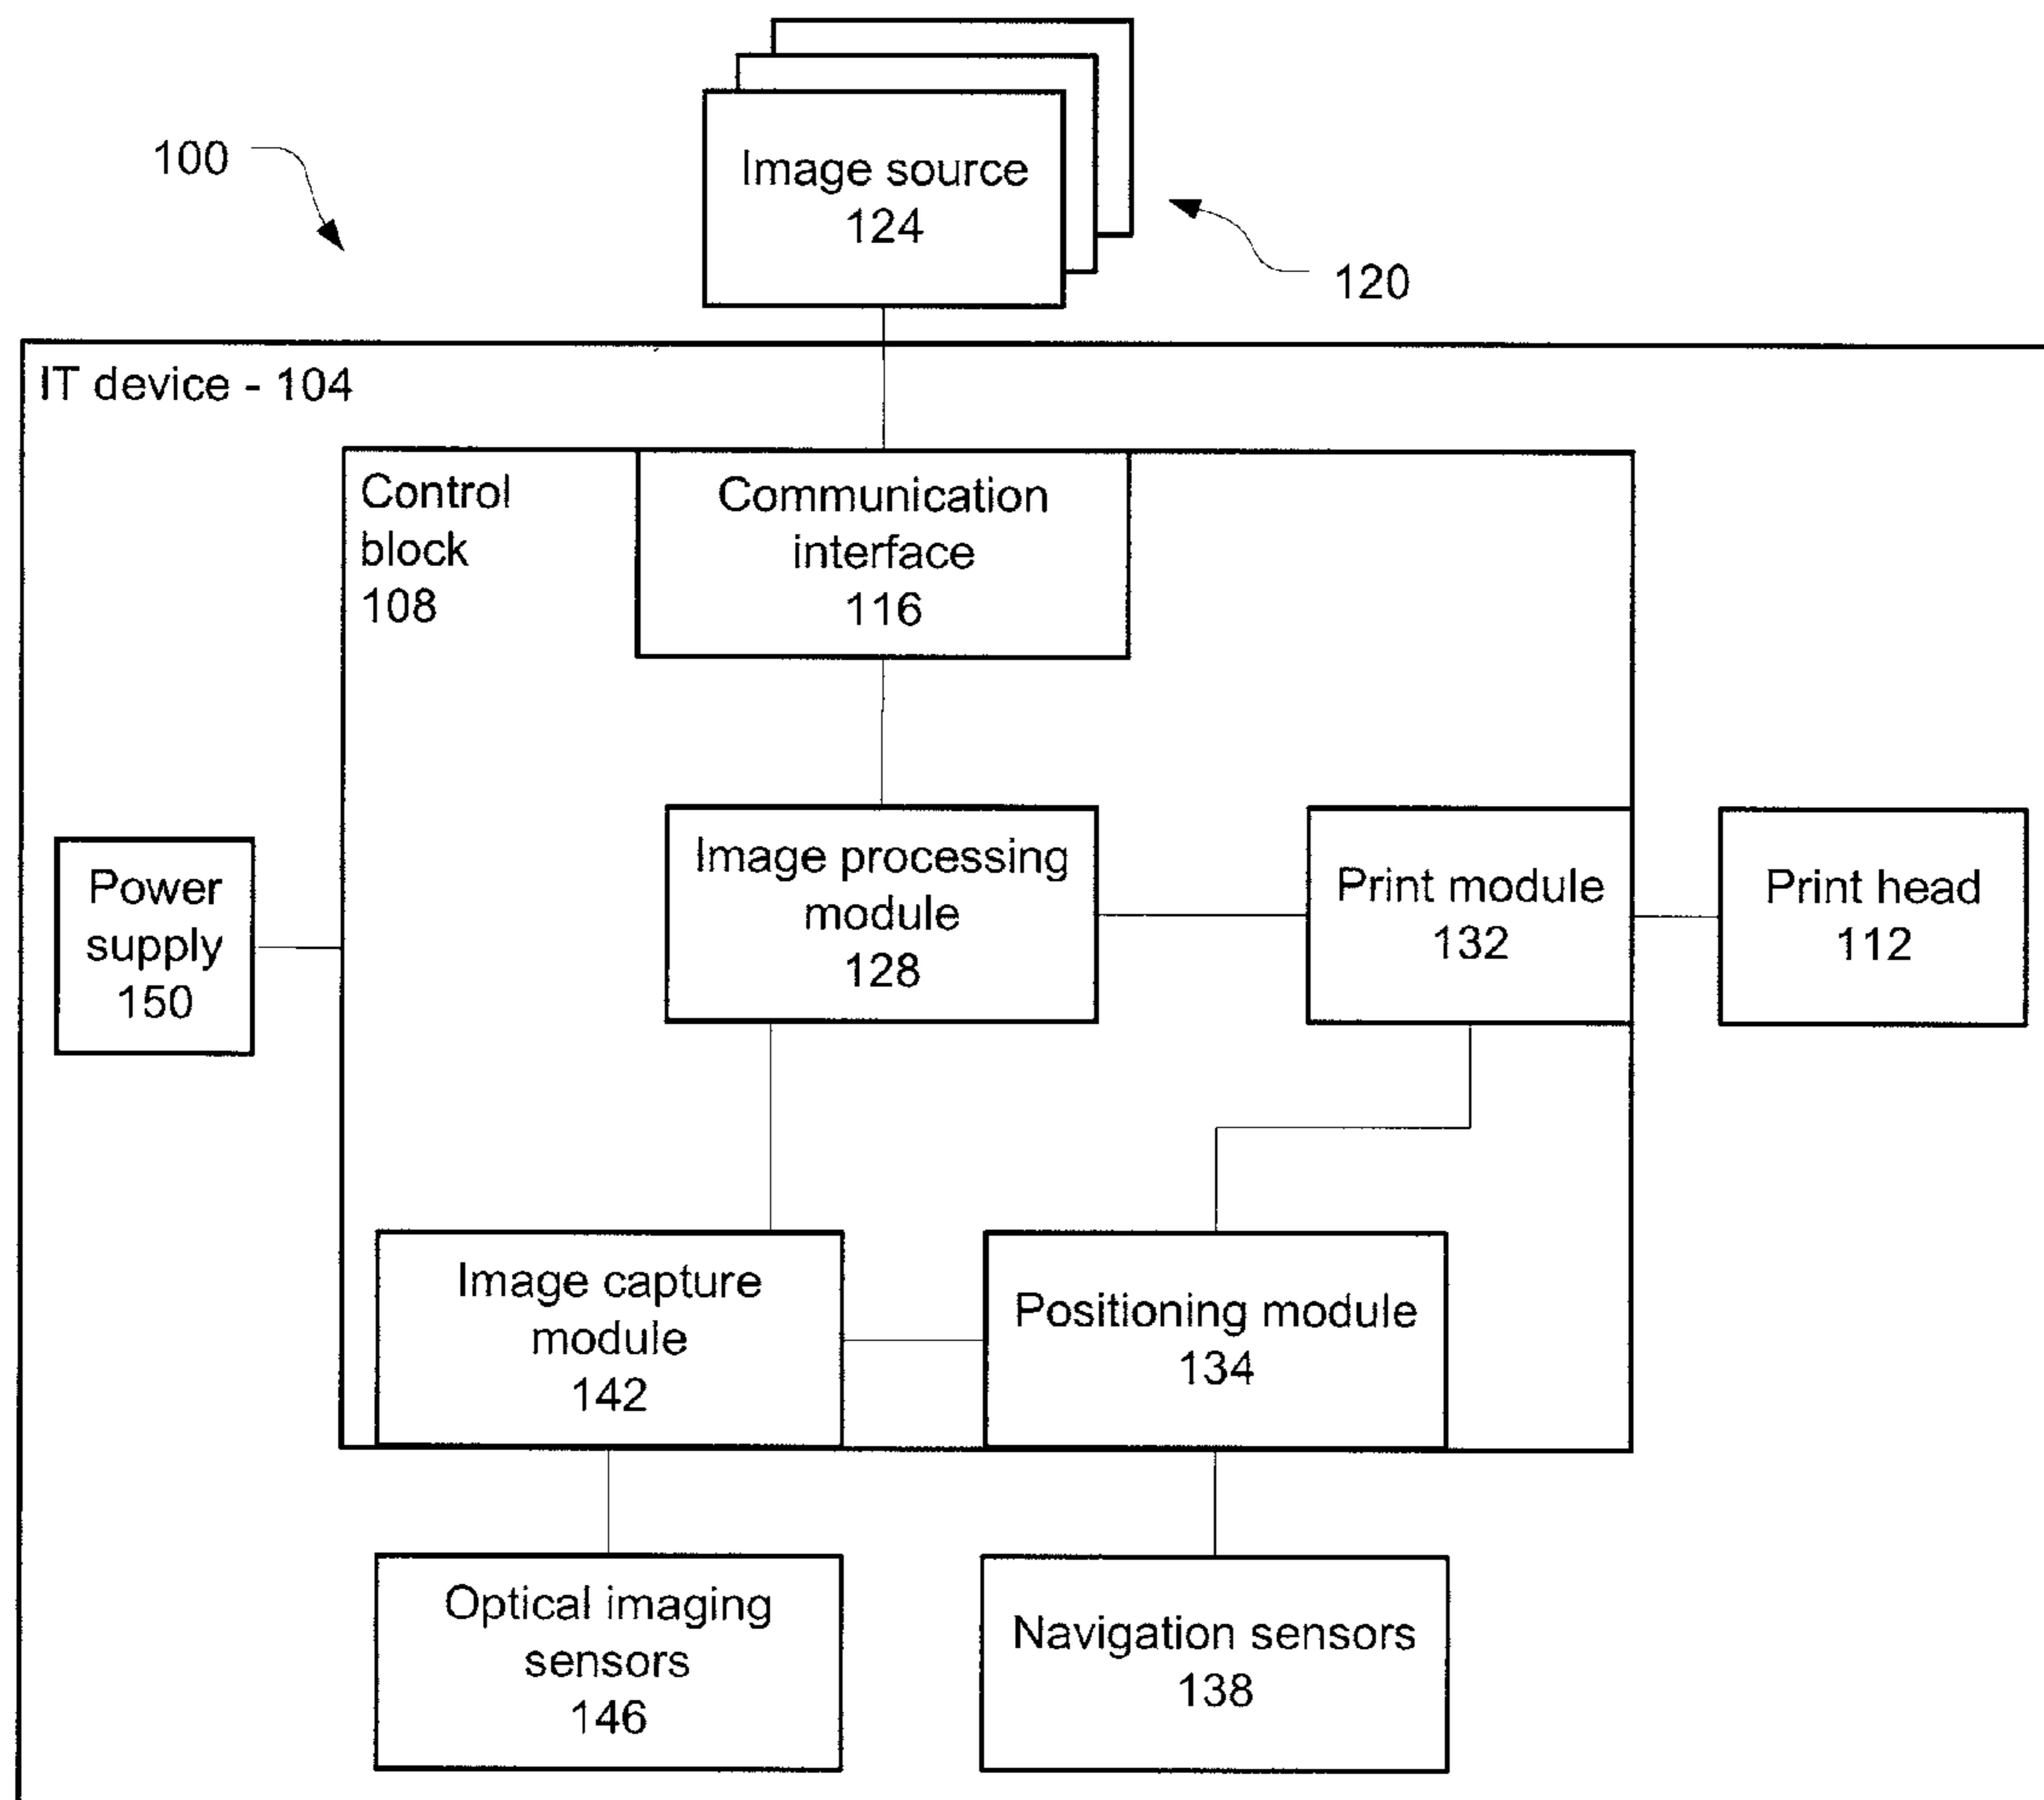 100
Image source
124
120
IT device - 104
Control
block
108
Communication
interface
116
Power
supply
150
Image processing
module
128
Print module
132
Print head
112
Image capture
module
142
Positioning module
134
Optical imaging
sensors
146
Navigation sensors
138